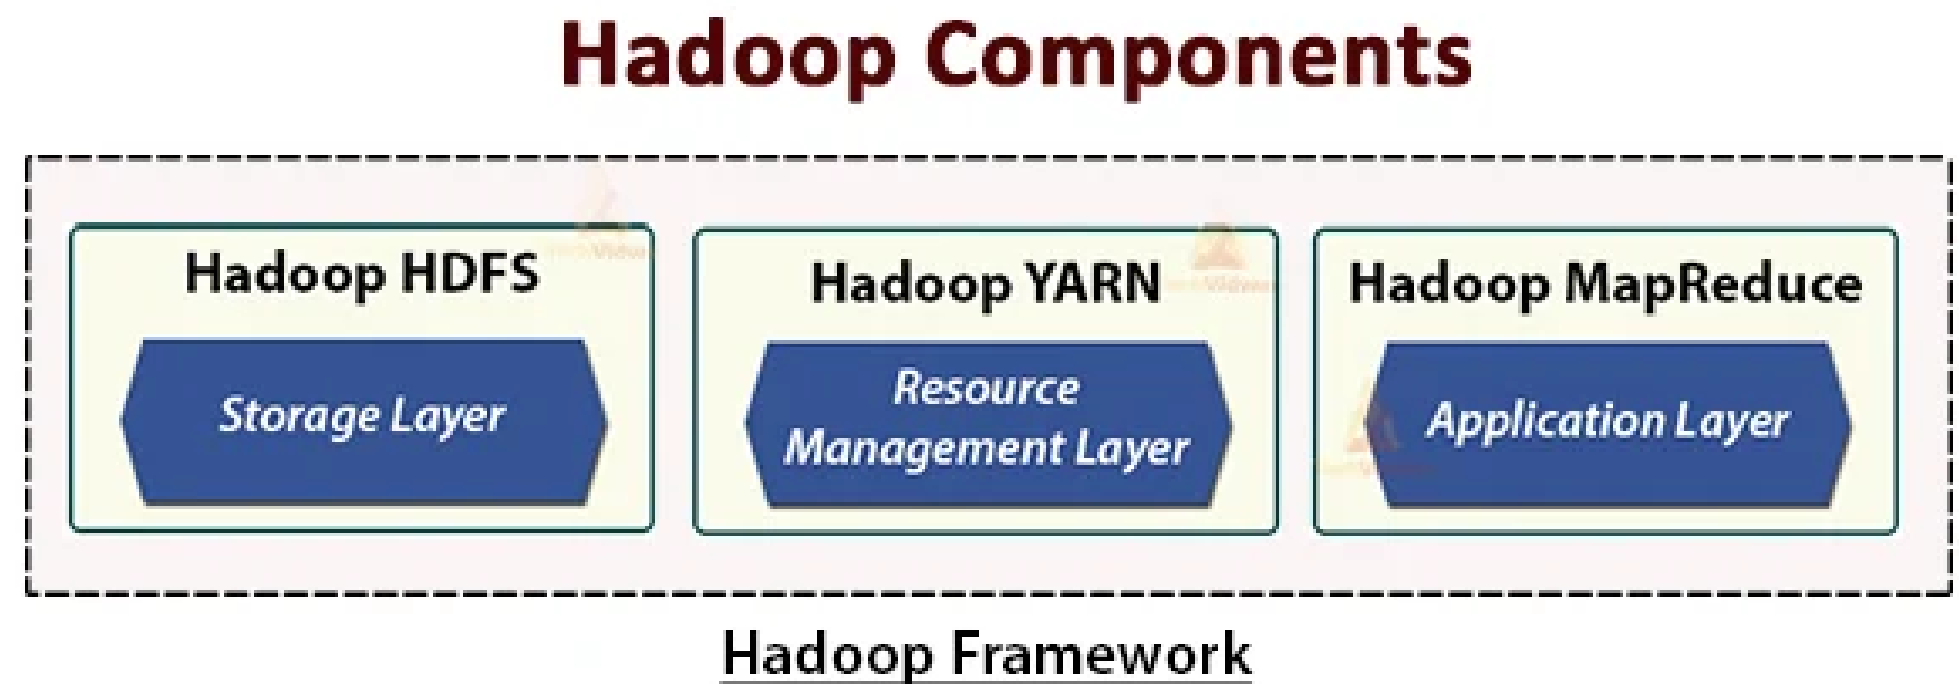 Hadoop Components
Hadoop HDFS
Storage Layer
Hadoop YARN
Resource
Management Layer
Hadoop MapReduce
Application Layer
Hadoop Framework